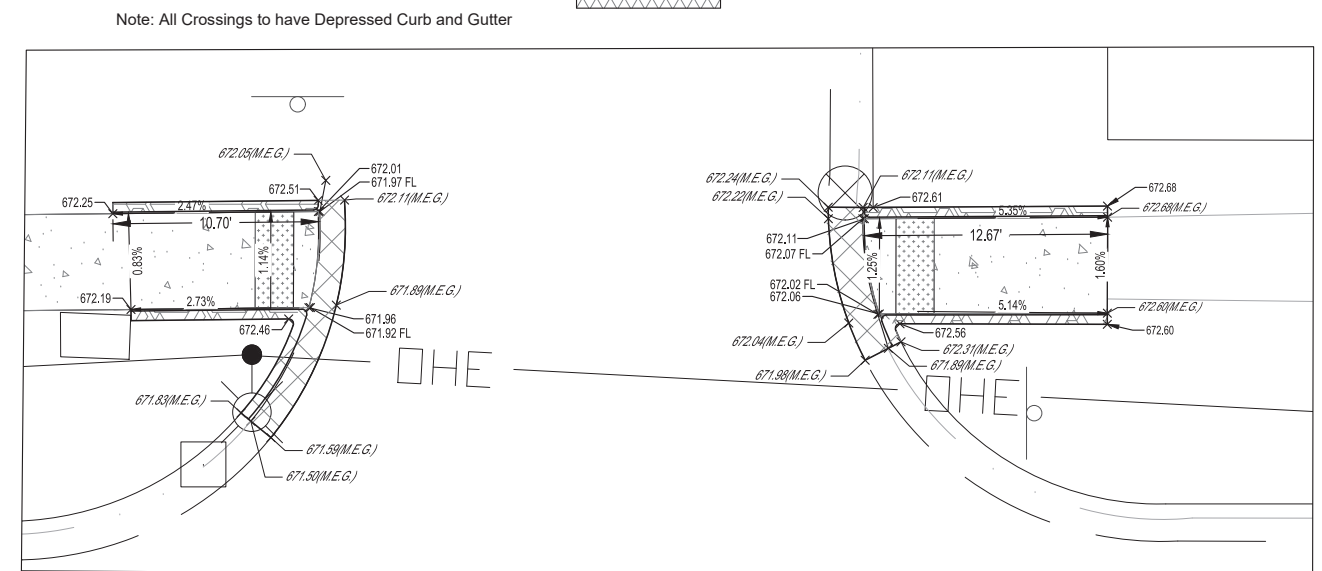 Note: All Crossings to have Depressed Curb and Gutter
672.05(M.E.G.)
672.01
671.97 FL
672.11(M.E.G.)
672.51
672.25
2.47%
10.70'
0.83%
1.14%
672.19
2.73%
671.89(M.E.G.)
671.96
671.92 FL
672.46
OHE
671.83(M.E.G.)
671.59(M.E.G.)
671.50(M.E.G.)
672.24(M.E.G.)
672.22(M.E.G.)
672.11(M.E.G.)
672.61
672.68
672.68(M.E.G.)
5.35%
12.67'
672.11
672.07 FL
1.25%
1.60%
672.02 FL
672.06
5.14%
672.60(M.E.G.)
672.60
672.04(M.E.G.)
672.56
672.31(M.E.G.)
671.89(M.E.G.)
671.98(M.E.G.)
OHE